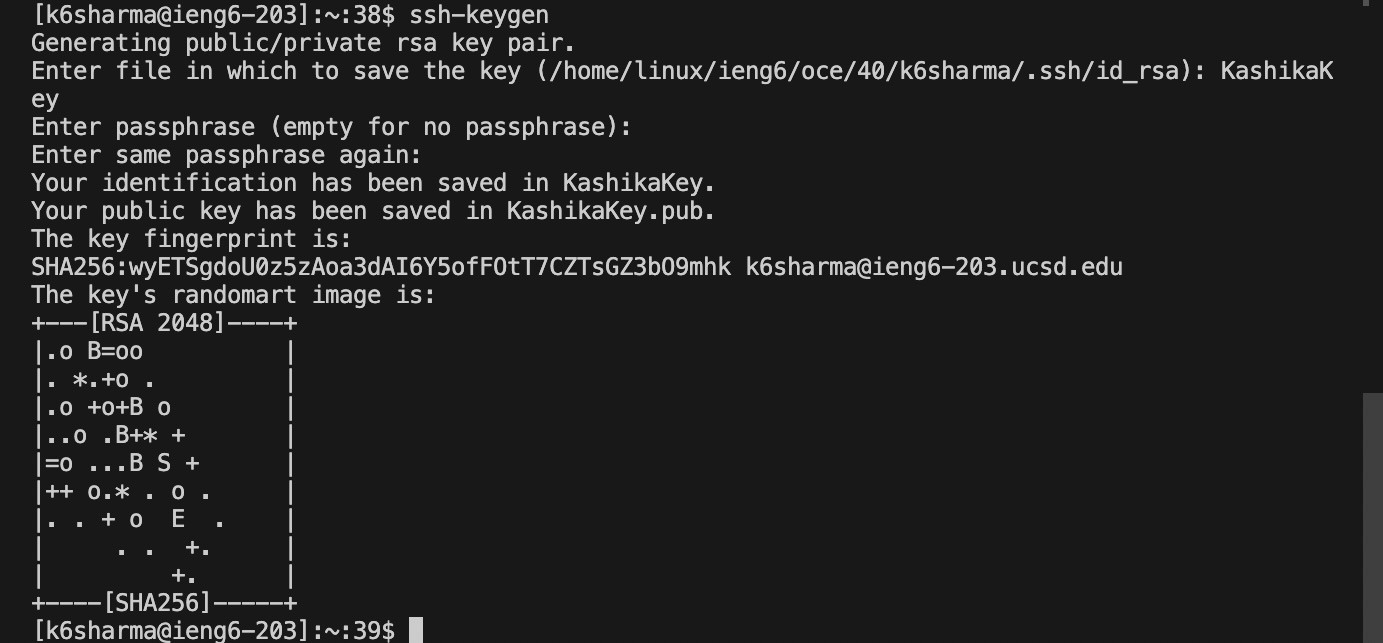 [k6sharma@ieng6-203]:~:38$ ssh-keygen
Generating public/private rsa key pair.
Enter file in which to save the key (/home/linux/ieng6/oce/40/k6sharma/.ssh/id_rsa): KashikaK
ey
Enter passphrase (empty for no passphrase):
Enter same passphrase again:
Your identification has been saved in KashikaKey.
Your public key has been saved in KashikaKey.pub.
The key fingerprint is:
SHA256:wyETSgdoU0z5zAoa3dAI6Y5ofFOtT7CZTsGZ3bO9mhk k6sharma@ieng6-203.ucsd.edu
The key's randomart image is:
+---[RSA 2048]----+
|.o B=oo          |
|. *.+o .         |
|.o +o+B o        |
|..o .B+* +       |
|=o ...B S +      |
|++ o.* . o .     |
|. . + o  E  .    |
|     . .  +.     |
|         +.      |
+----[SHA256]-----+
[k6sharma@ieng6-203]:~:39$